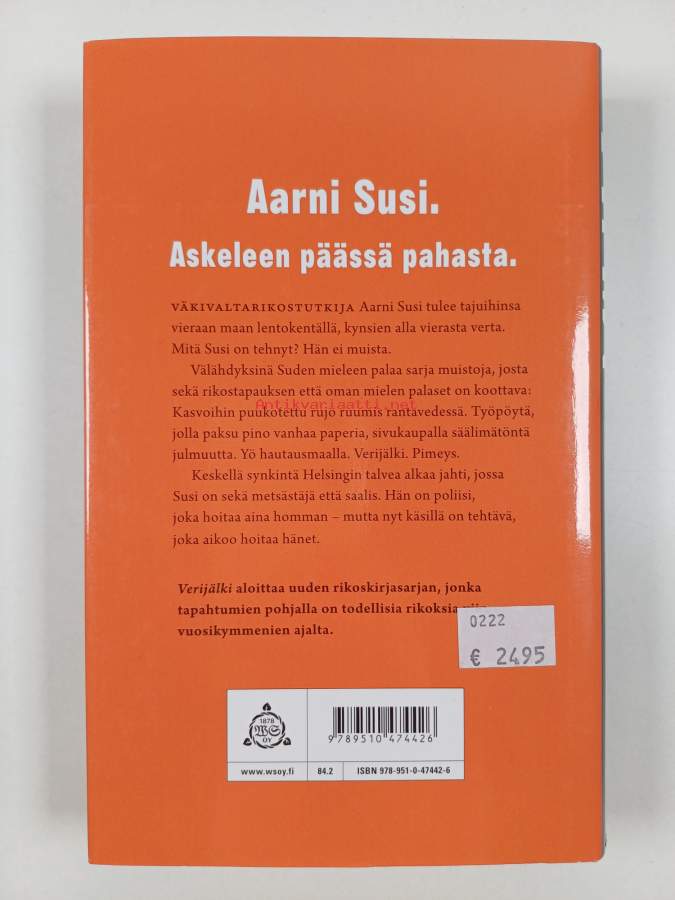 Aarni Susi.
Askeleen päässä pahasta.
VÄKIVALTARIKOSTUTKIJA Aarni Susi tulee tajuihinsa
vieraan maan lentokentällä, kynsien alla vierasta verta.
Mitä Susi on tehnyt? Hän ei muista.
Välähdyksinä Suden mieleen palaa sarja muistoja, josta
sekä rikostapauksen että oman mielen palaset on koottava:
Antikvariaatti.net
Kasvoihin puukotettu rujo ruumis rantavedessä. Työpöytä,
jolla paksu pino vanhaa paperia, sivukaupalla säälimätöntä
julmuutta. Yö hautausmaalla. Verijälki. Pimeys.
Keskellä synkintä Helsingin talvea alkaa jahti, jossa
Susi on sekä metsästäjä että saalis. Hän on poliisi,
joka hoitaa aina homman – mutta nyt käsillä on tehtävä,
joka aikoo hoitaa hänet.
Verijälki aloittaa uuden rikoskirjasarjan, jonka
tapahtumien pohjalla on todellisia rikoksia
vuosikymmenien ajalta.
0222
€ 2495
1878
WS
OY
9 789510 474426
www.wsoy.fi 84.2 ISBN 978-951-0-47442-6